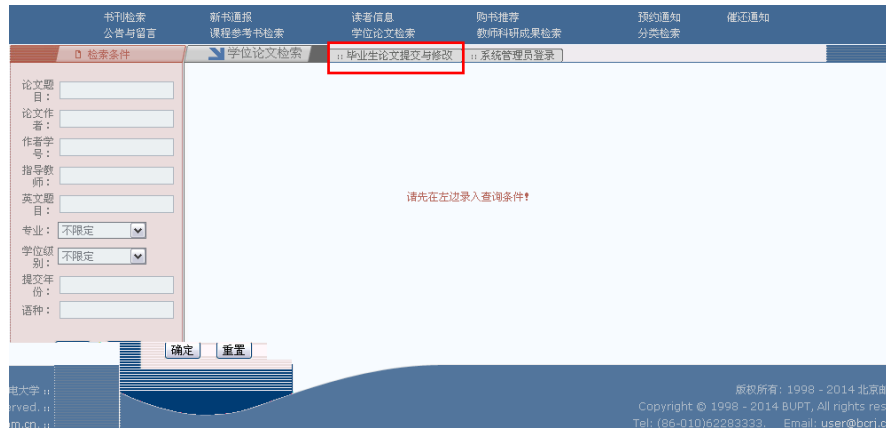 书刊检索 新书通报 读者信息 购书推荐 预约通知 催还通知
公告与留言 课程参考书检索 学位论文检索 教师科研成果检索 分类检索
检索条件 学位论文检索 :: 毕业生论文提交与修改 :: 系统管理员登录
论文题
目：
论文作
者：
作者学
号：
指导教
师：
英文题
目：
专业： 不限定
学位级
别： 不限定
提交年
份：
语种：
请先在左边录入查询条件!
确定 重置
电大学 ::
版权所有: 1998 - 2014 北京邮
erved. ::
Copyright © 1998 - 2014 BUPT, All rights res
om.cn. ::
Tel: (86-010)62283333. Email: user@bcrj.c